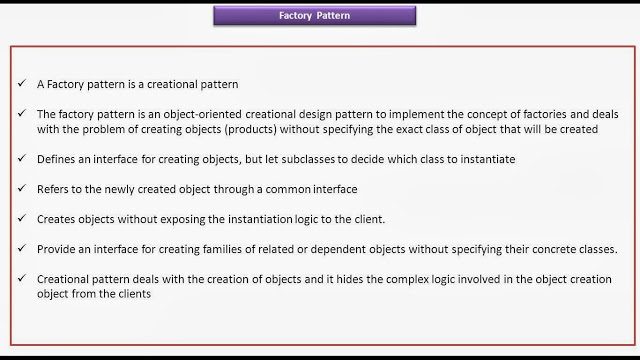 Factory Pattern
✓ A Factory pattern is a creational pattern
✓ The factory pattern is an object-oriented creational design pattern to implement the concept of factories and deals
with the problem of creating objects (products) without specifying the exact class of object that will be created
✓ Defines an interface for creating objects, but let subclasses to decide which class to instantiate
✓ Refers to the newly created object through a common interface
✓ Creates objects without exposing the instantiation logic to the client.
✓ Provide an interface for creating families of related or dependent objects without specifying their concrete classes.
✓ Creational pattern deals with the creation of objects and it hides the complex logic involved in the object creation
object from the clients